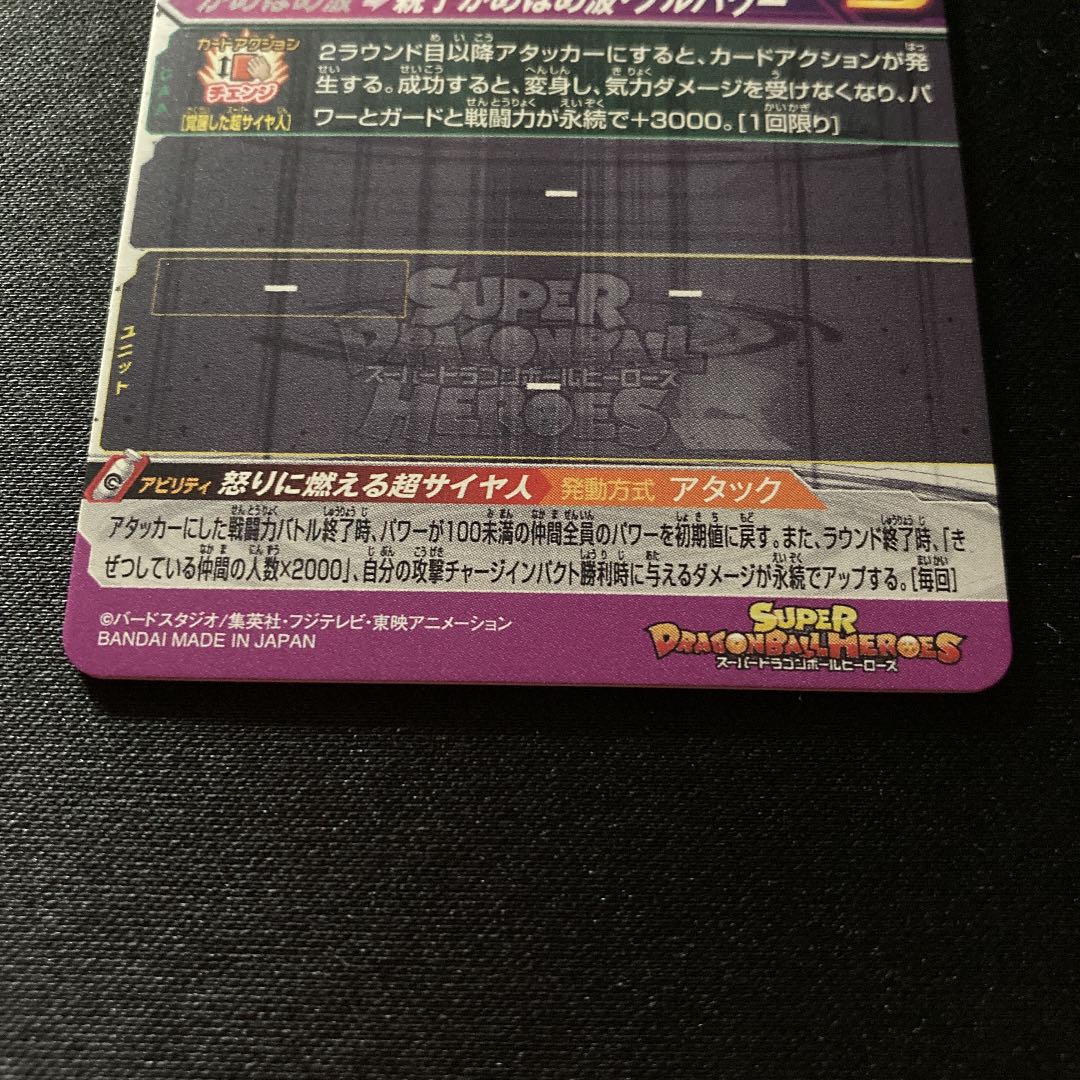 かめはめ波➡親子かめはめ波・フルパワー
カードアクション
チェンジ
[覚醒した超サイヤ人]
2ラウンド目以降アタッカーにすると、カードアクションが発
生する。成功すると、変身し、気力ダメージを受けなくなり、パ
ワーとガードと戦闘力が永続で+3000。[1回限り]
ー
ユニット
ー
ー
ー
SUPER
DRAGONBALL
スーパードラゴンボールヒーローズ
HEROES
アビリティ 怒りに燃える超サイヤ人 発動方式 アタック
アタッカーにした戦闘力バトル終了時、パワーが100未満の仲間全員のパワーを初期値に戻す。また、ラウンド終了時、「き
ぜつしている仲間の人数×2000」、自分の攻撃チャージインパクト勝利時に与えるダメージが永続でアップする。[毎回]
©バードスタジオ/集英社・フジテレビ・東映アニメーション
BANDAI MADE IN JAPAN
SUPER
DRAGONBALL HEROES
スーパードラゴンボールヒーローズ